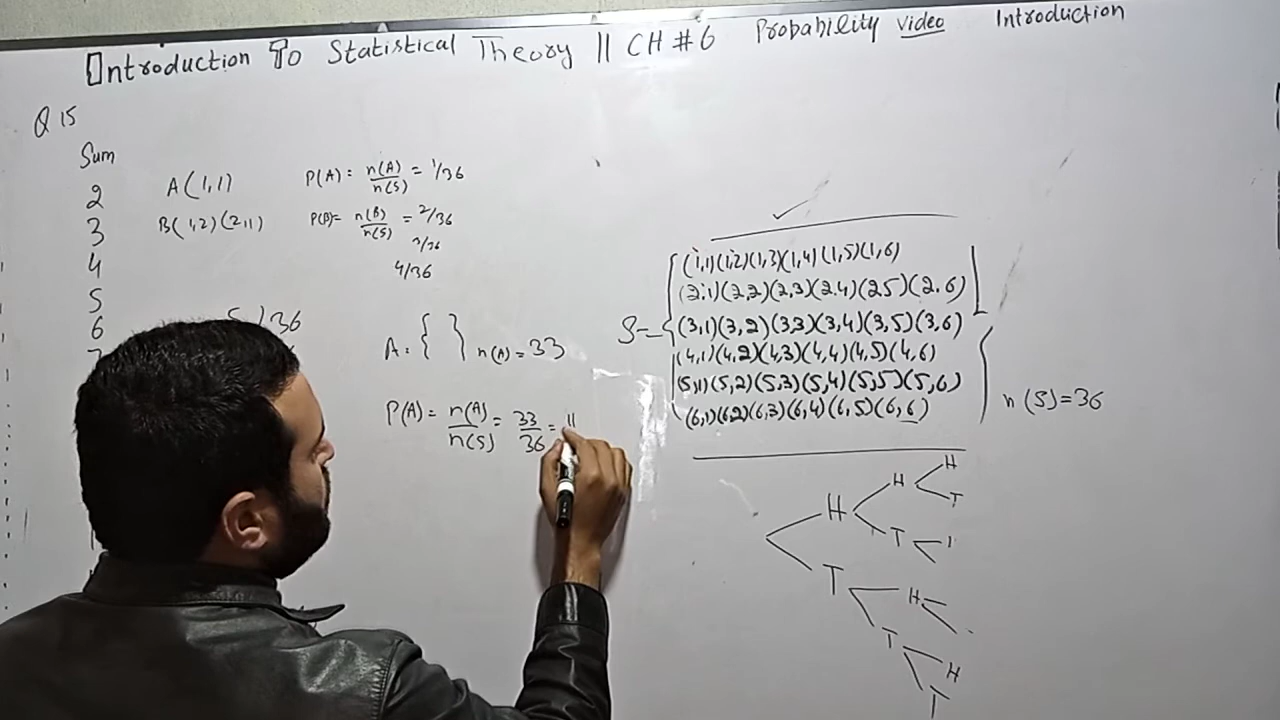 Introduction To Statistical Theory || CH # 6 Probability Video Introduction
Q 15
Sum
2 A(1,1) P(A) = n(A)/n(S) = 1/36
3 B(1,2)(2,1) P(B)= n(B)/n(S) = 2/36
3/36
4 4/36
5
6 5/36
A = { } n(A) = 33
P(A) = n(A)/n(S) = 33/36 = 11
S = { (1,1)(1,2)(1,3)(1,4)(1,5)(1,6)
(2,1)(2,2)(2,3)(2,4)(2,5)(2,6)
(3,1)(3,2)(3,3)(3,4)(3,5)(3,6)
(4,1)(4,2)(4,3)(4,4)(4,5)(4,6)
(5,1)(5,2)(5,3)(5,4)(5,5)(5,6)
(6,1)(6,2)(6,3)(6,4)(6,5)(6,6) }
n(S) = 36
H
H
T
H
T
T
H
T
H
T